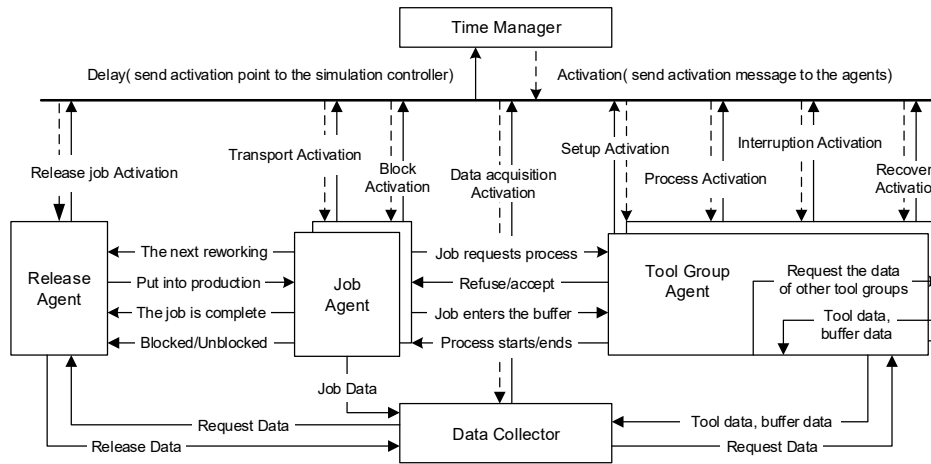 Time Manager
Delay( send activation point to the simulation controller)
Activation( send activation message to the agents)
Release job Activation
Transport Activation
Block
Activation
Data acquisition
Activation
Setup Activation
Process Activation
Interruption Activation
Recover
Activation
Release
Agent
The next reworking
Put into production
The job is complete
Blocked/Unblocked
Job
Agent
Job requests process
Refuse/accept
Job enters the buffer
Process starts/ends
Tool Group
Agent
Request the data
of other tool groups
Tool data,
buffer data
Job Data
Request Data
Release Data
Data Collector
Tool data, buffer data
Request Data